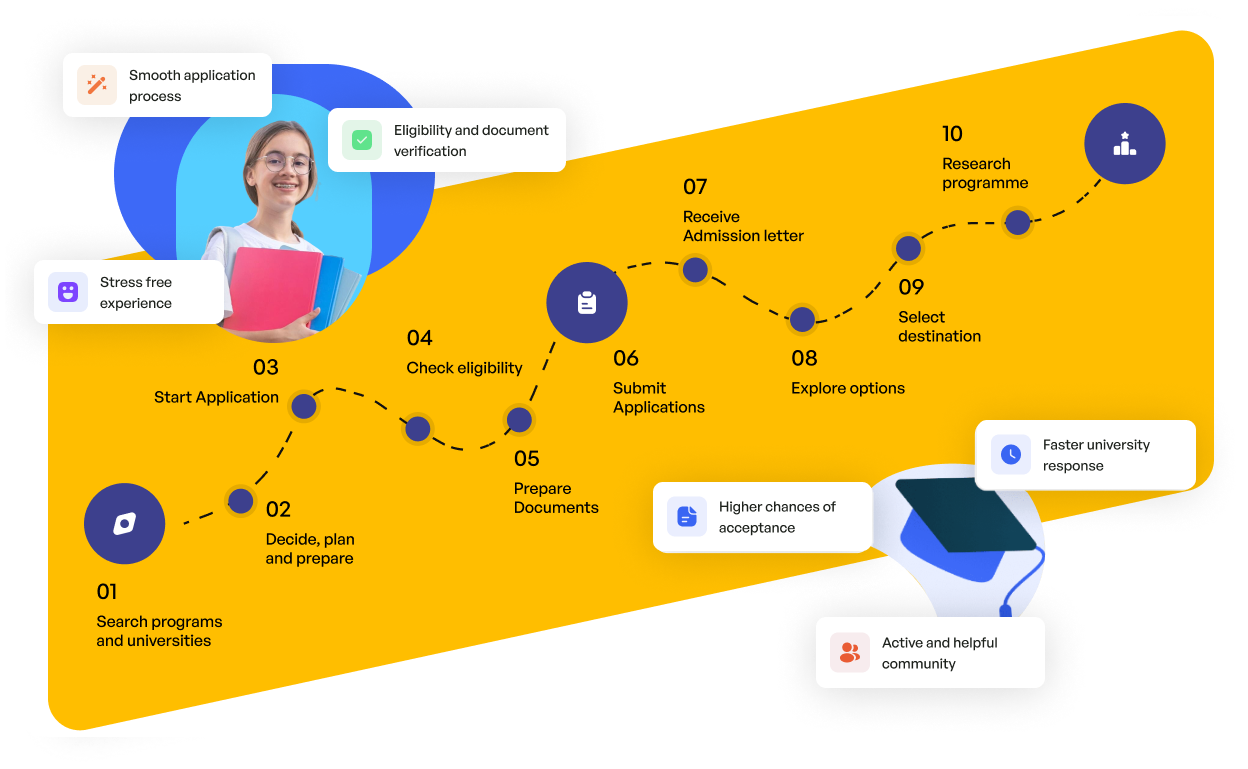 Smooth application
process
Eligibility and document
verification
Stress free
experience
10
Research
programme
07
Receive
Admission letter
09
Select
destination
04
Check eligibility
03
Start Application
06
Submit
Applications
08
Explore options
05
Prepare
Documents
02
Decide, plan
and prepare
01
Search programs
and universities
Faster university
response
Higher chances of
acceptance
Active and helpful
community